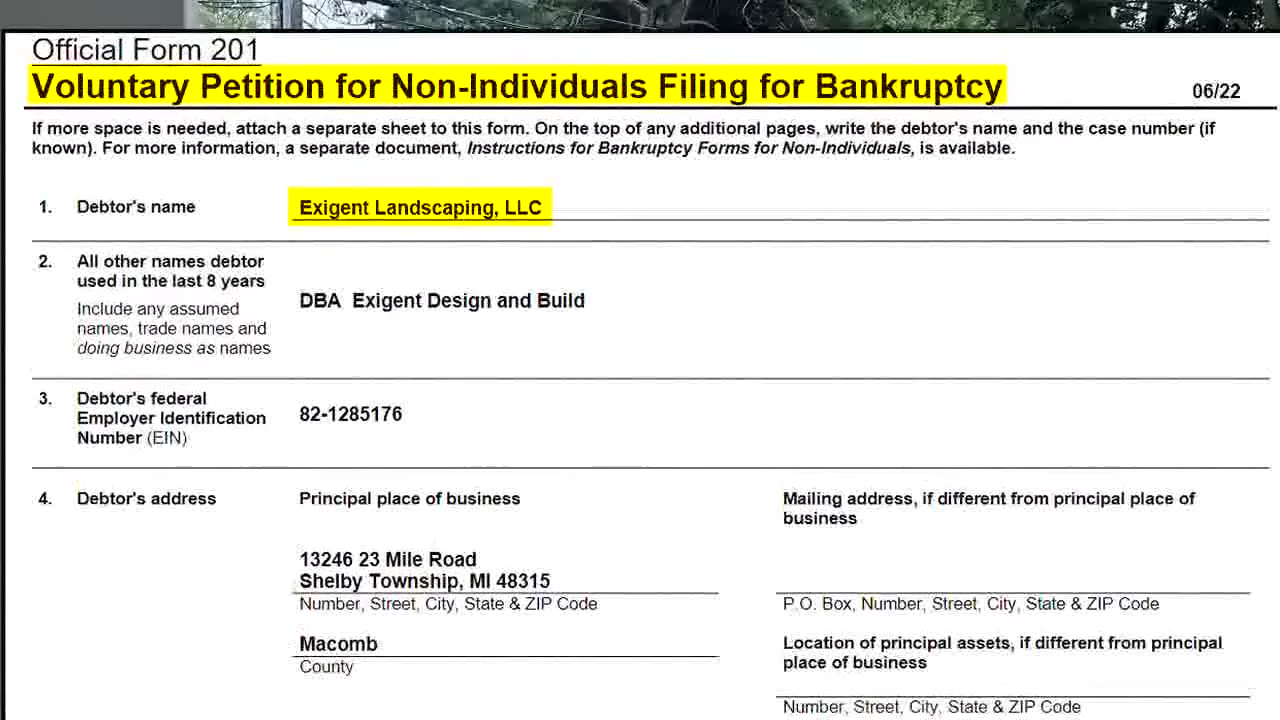 Official Form 201
Voluntary Petition for Non-Individuals Filing for Bankruptcy
06/22
If more space is needed, attach a separate sheet to this form. On the top of any additional pages, write the debtor's name and the case number (if
known). For more information, a separate document, Instructions for Bankruptcy Forms for Non-Individuals, is available.
1. Debtor's name
Exigent Landscaping, LLC
2. All other names debtor
used in the last 8 years
Include any assumed
names, trade names and
doing business as names
DBA Exigent Design and Build
3. Debtor's federal
Employer Identification
Number (EIN)
82-1285176
4. Debtor's address
Principal place of business
13246 23 Mile Road
Shelby Township, MI 48315
Number, Street, City, State & ZIP Code
Macomb
County
Mailing address, if different from principal place of
business
P.O. Box, Number, Street, City, State & ZIP Code
Location of principal assets, if different from principal
place of business
Number, Street, City, State & ZIP Code